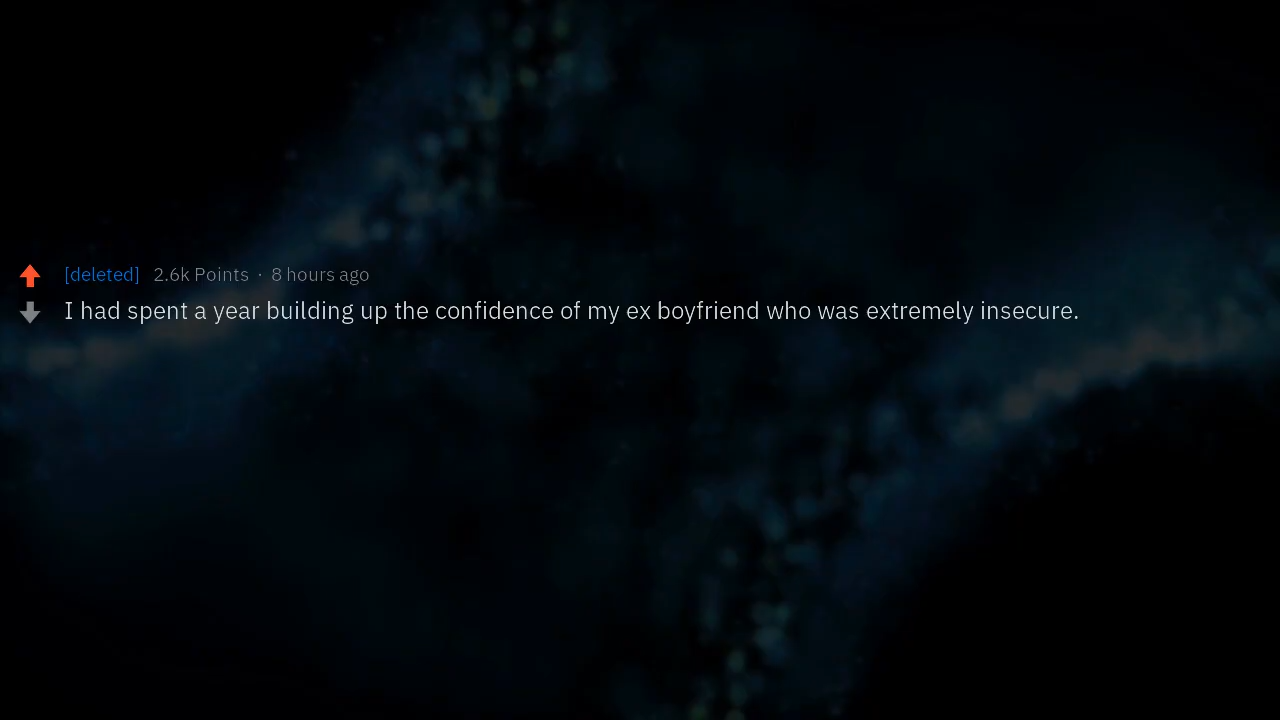 [deleted] 2.6k Points · 8 hours ago
I had spent a year building up the confidence of my ex boyfriend who was extremely insecure.